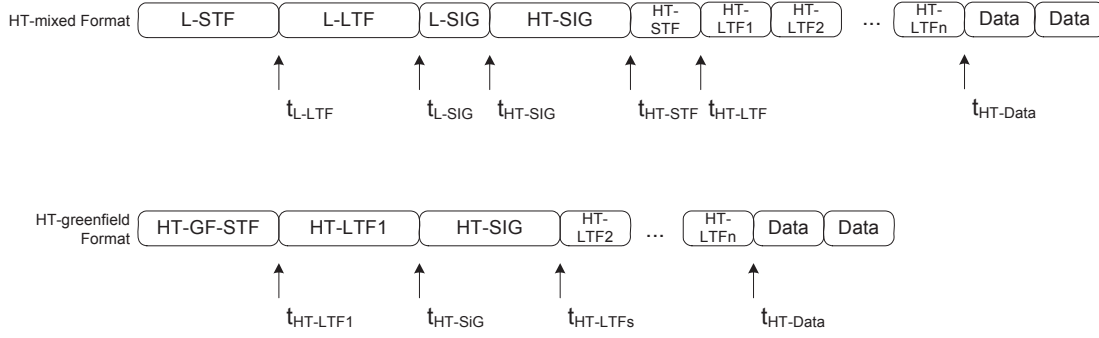 HT-mixed Format
L-STF
L-LTF
L-SIG
HT-SIG
HT-
STF
HT-
LTF1
HT-
LTF2
...
HT-
LTFn
Data
Data
tL-LTF
tL-SIG
tHT-SIG
tHT-STF
tHT-LTF
tHT-Data
HT-greenfield
Format
HT-GF-STF
HT-LTF1
HT-SIG
HT-
LTF2
...
HT-
LTFn
Data
Data
tHT-LTF1
tHT-SiG
tHT-LTFs
tHT-Data